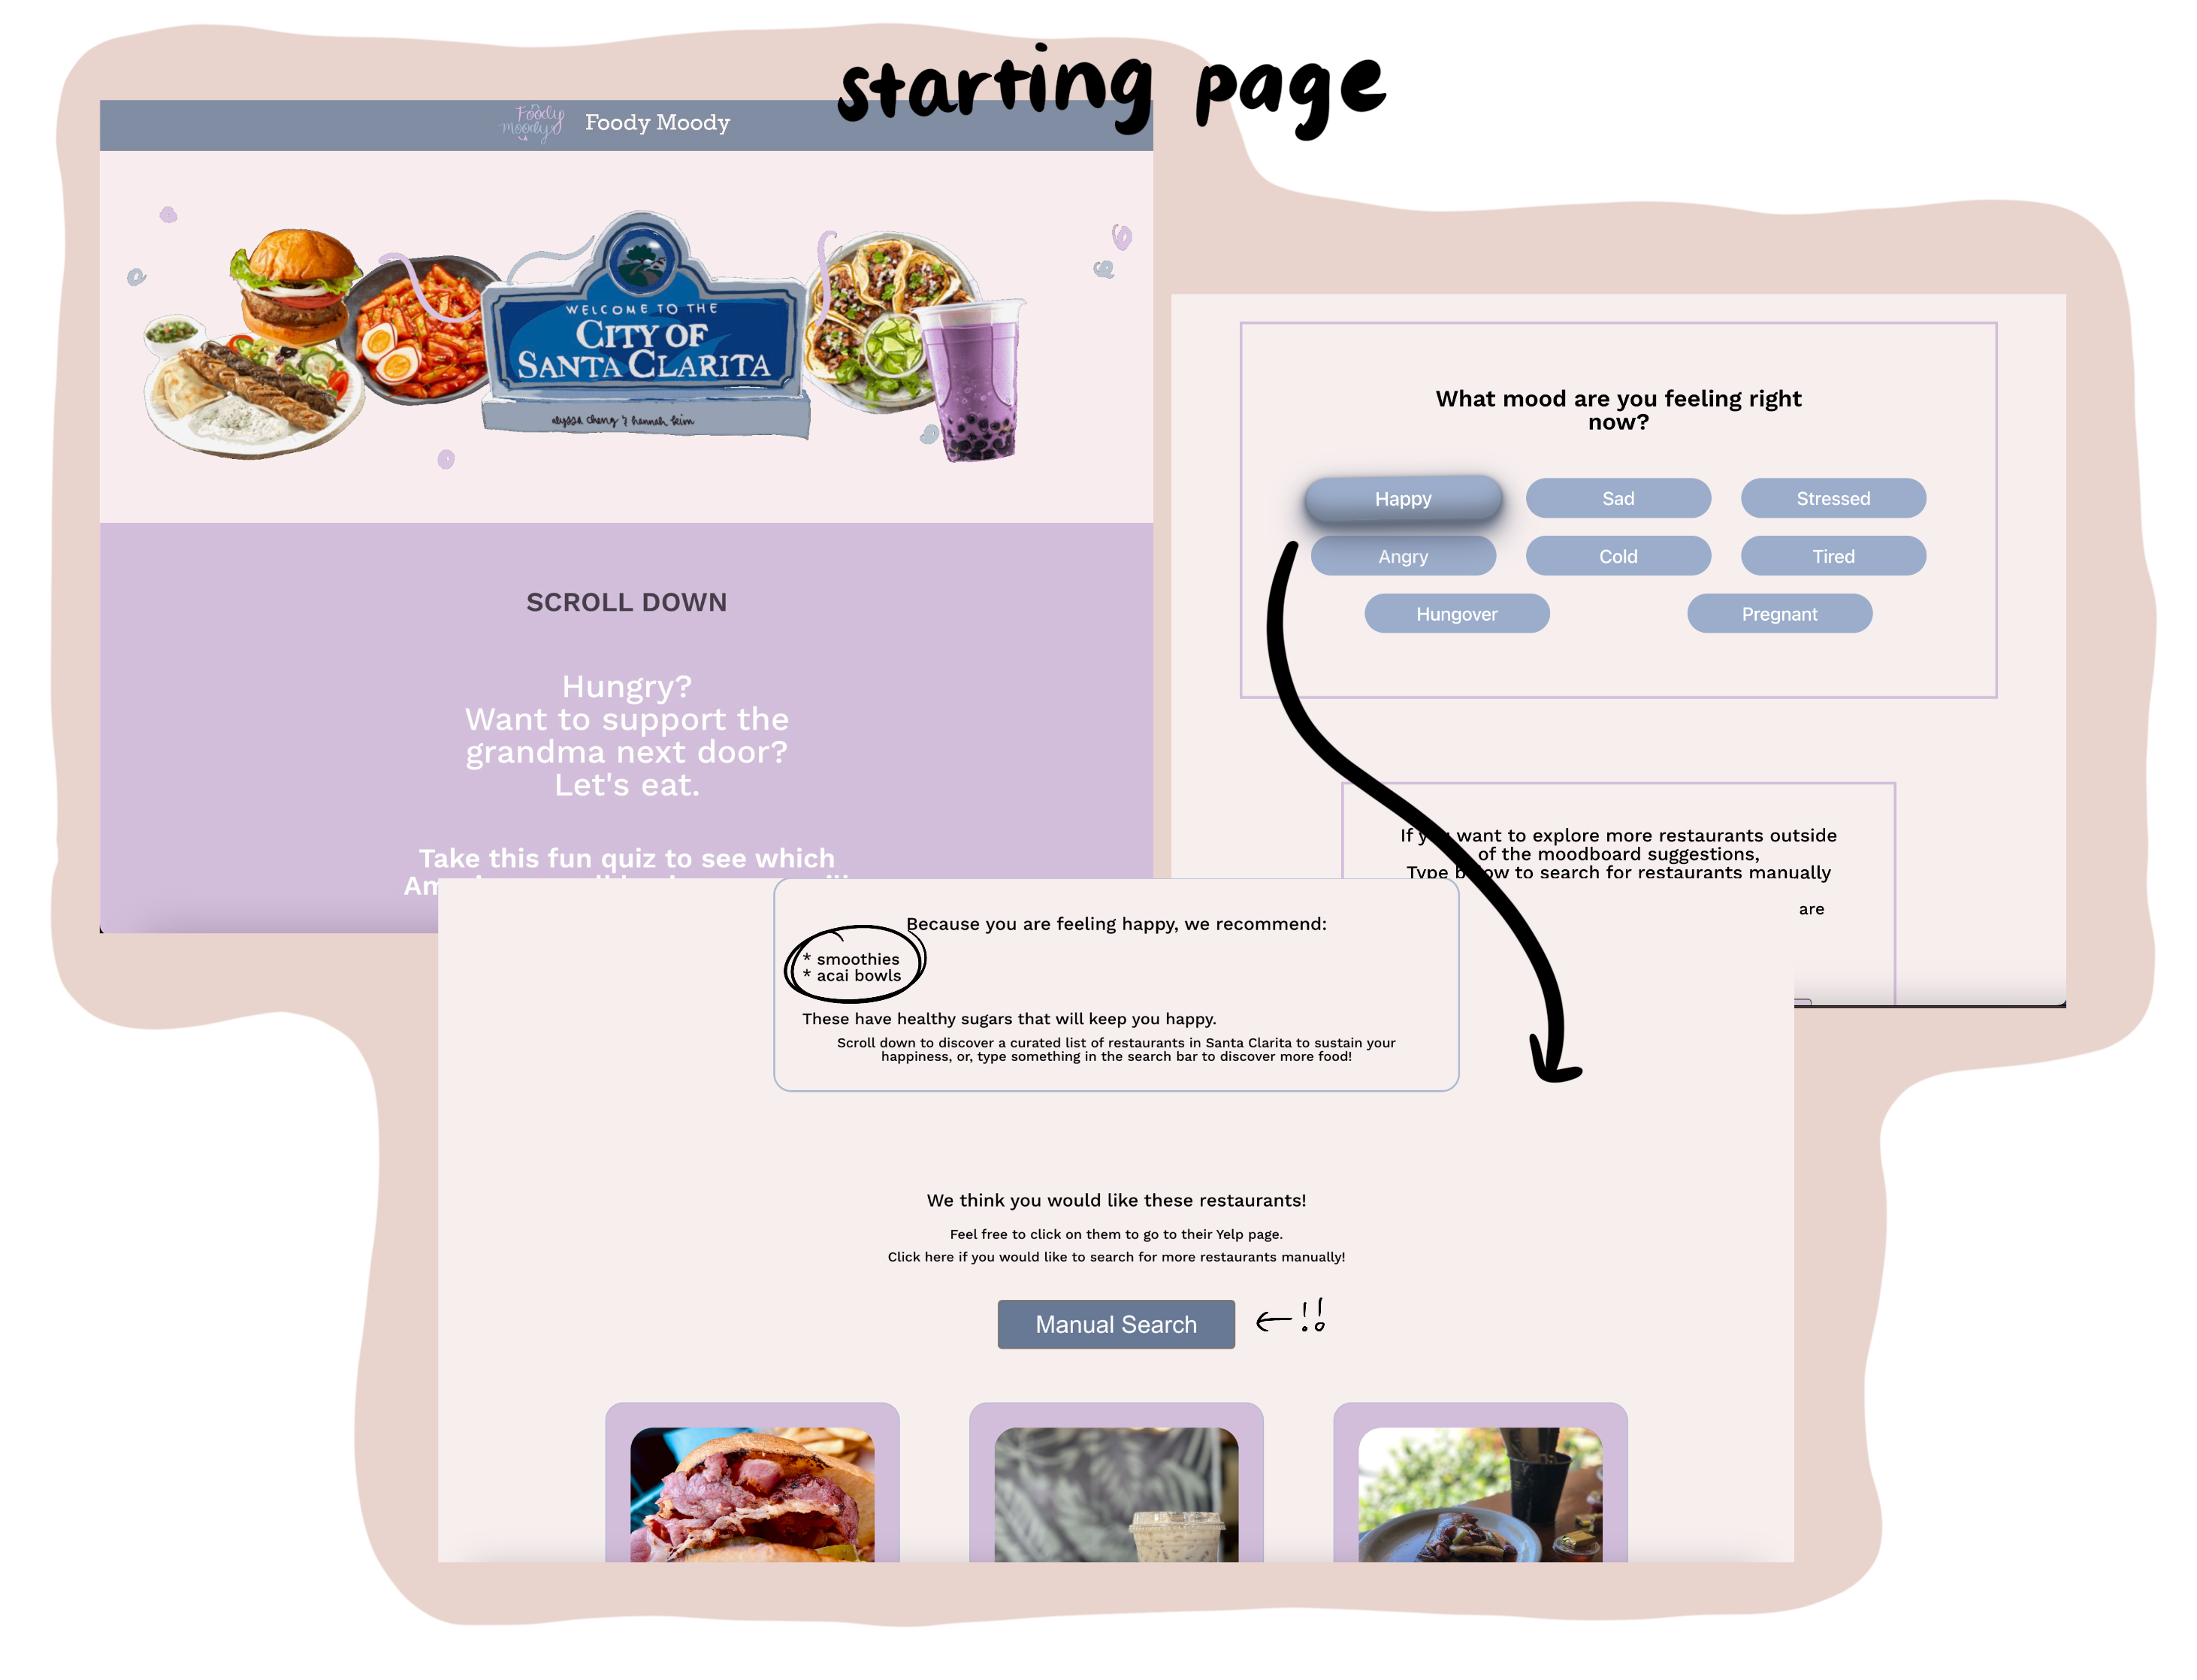 starting page
Foody
moody
Foody Moody
WELCOME TO THE
CITY OF
SANTA CLARITA
alyssa cheng & hannah kim
SCROLL DOWN
Hungry?
Want to support the
grandma next door?
Let's eat.
Take this fun quiz to see which
What mood are you feeling right
now?
Happy
Sad
Stressed
Angry
Cold
Tired
Hungover
Pregnant
If you want to explore more restaurants outside
of the moodboard suggestions,
Type below to search for restaurants manually
are
Because you are feeling happy, we recommend:
* smoothies
* acai bowls
These have healthy sugars that will keep you happy.
Scroll down to discover a curated list of restaurants in Santa Clarita to sustain your
happiness, or, type something in the search bar to discover more food!
We think you would like these restaurants!
Feel free to click on them to go to their Yelp page.
Click here if you would like to search for more restaurants manually!
Manual Search
←!!